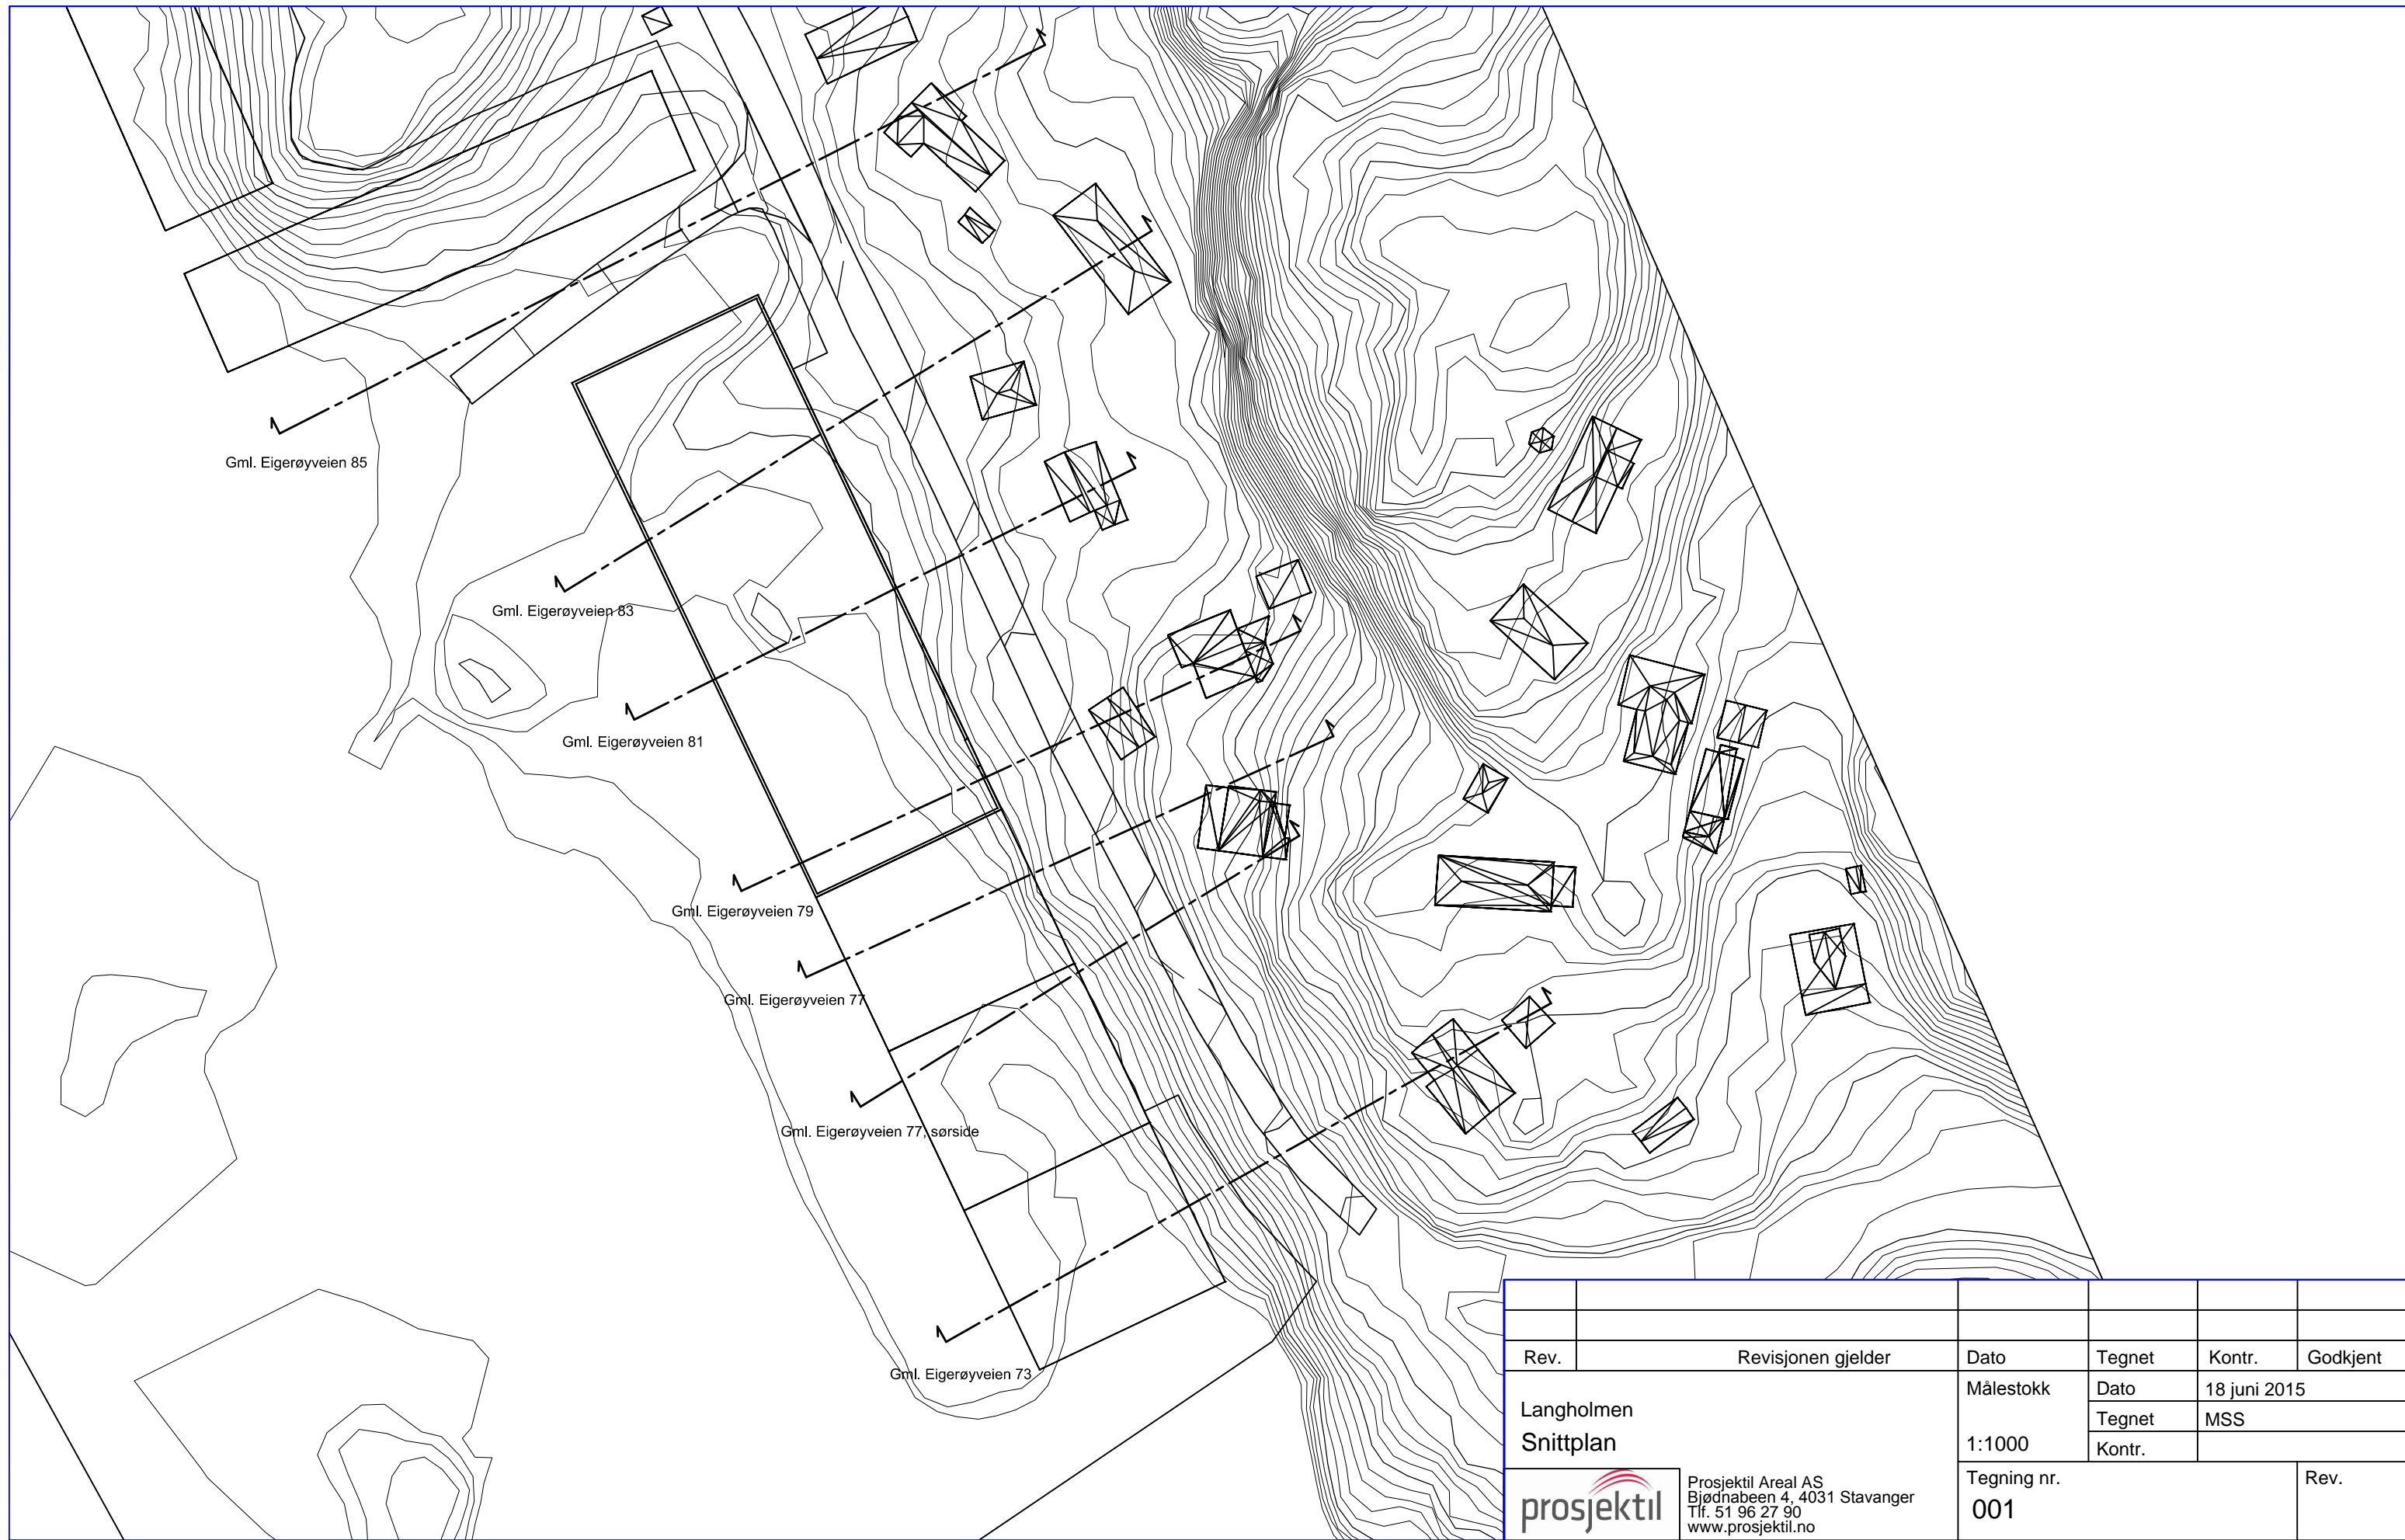 Gml. Eigerøyveien 85
Gml. Eigerøyveien 83
Gml. Eigerøyveien 81
Gml. Eigerøyveien 79
Gml. Eigerøyveien 77
Gml. Eigerøyveien 77, sørside
Gml. Eigerøyveien 73
Rev. Revisjonen gjelder Dato Tegnet Kontr. Godkjent
Langholmen
Snittplan
Målestokk
1:1000
Dato 18 juni 2015
Tegnet MSS
Kontr.
prosjektil
Prosjektil Areal AS
Bjødnabeen 4, 4031 Stavanger
Tlf. 51 96 27 90
www.prosjektil.no
Tegning nr.
001
Rev.